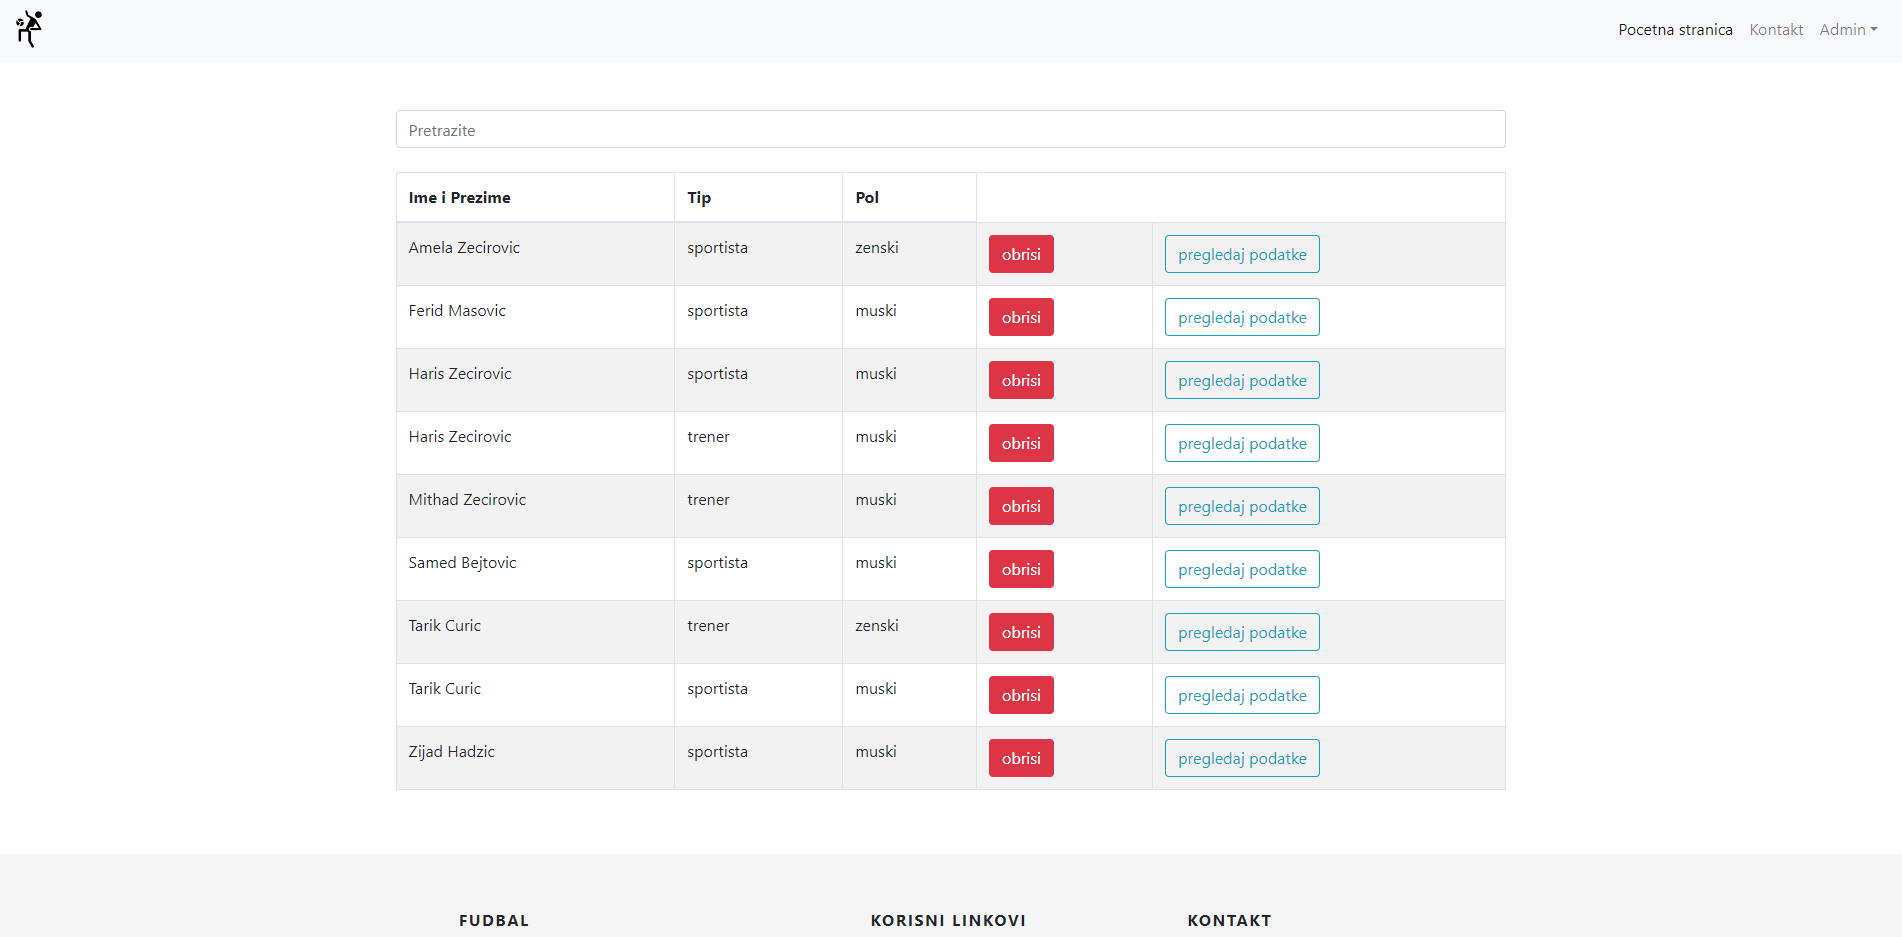 Pocetna stranica Kontakt Admin
Pretrazite
Ime i Prezime Tip Pol
Amela Zecirovic sportista zenski obrisi pregledaj podatke
Ferid Masovic sportista muski obrisi pregledaj podatke
Haris Zecirovic sportista muski obrisi pregledaj podatke
Haris Zecirovic trener muski obrisi pregledaj podatke
Mithad Zecirovic trener muski obrisi pregledaj podatke
Samed Bejtovic sportista muski obrisi pregledaj podatke
Tarik Curic trener zenski obrisi pregledaj podatke
Tarik Curic sportista muski obrisi pregledaj podatke
Zijad Hadzic sportista muski obrisi pregledaj podatke
FUDBAL KORISNI LINKOVI KONTAKT